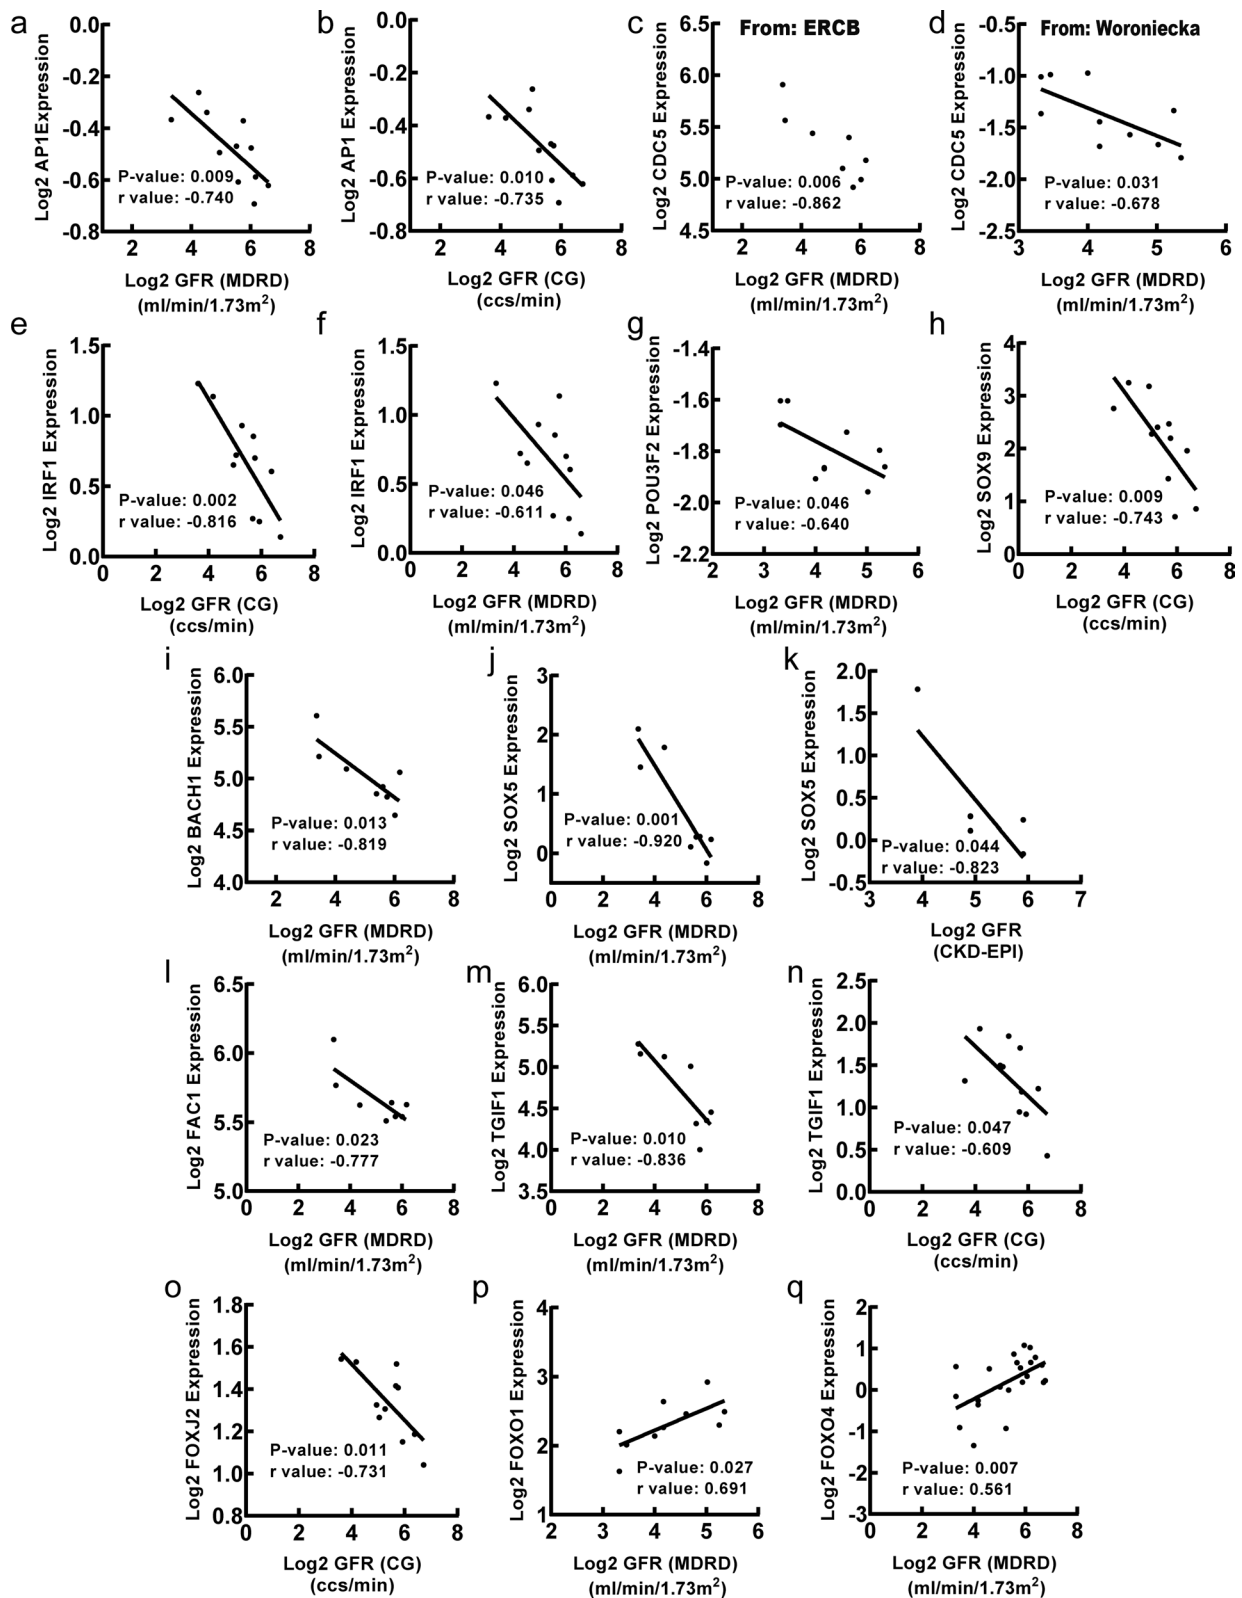 a
Log2 AP1Expression
0.0
-0.2
-0.4
-0.6
-0.8
P-value: 0.009
r value: -0.740
2 4 6 8
Log2 GFR (MDRD)
(ml/min/1.73m²)
b
Log2 AP1 Expression
0.0
-0.2
-0.4
-0.6
-0.8
P-value: 0.010
r value: -0.735
2 4 6 8
Log2 GFR (CG)
(ccs/min)
c
From: ERCB
Log2 CDC5 Expression
6.5
6.0
5.5
5.0
4.5
P-value: 0.006
r value: -0.862
2 4 6 8
Log2 GFR (MDRD)
(ml/min/1.73m²)
d
From: Woroniecka
Log2 CDC5 Expression
-0.5
-1.0
-1.5
-2.0
-2.5
P-value: 0.031
r value: -0.678
3 4 5 6
Log2 GFR (MDRD)
(ml/min/1.73m²)
e
Log2 IRF1 Expression
1.5
1.0
0.5
0.0
P-value: 0.002
r value: -0.816
0 2 4 6 8
Log2 GFR (CG)
(ccs/min)
f
Log2 IRF1 Expression
1.5
1.0
0.5
0.0
P-value: 0.046
r value: -0.611
0 2 4 6 8
Log2 GFR (MDRD)
(ml/min/1.73m²)
g
Log2 POU3F2 Expression
-1.4
-1.6
-1.8
-2.0
-2.2
P-value: 0.046
r value: -0.640
2 3 4 5 6
Log2 GFR (MDRD)
(ml/min/1.73m²)
h
Log2 SOX9 Expression
4
3
2
1
0
P-value: 0.009
r value: -0.743
0 2 4 6 8
Log2 GFR (CG)
(ccs/min)
i
Log2 BACH1 Expression
6.0
5.5
5.0
4.5
4.0
P-value: 0.013
r value: -0.819
2 4 6 8
Log2 GFR (MDRD)
(ml/min/1.73m²)
j
Log2 SOX5 Expression
3
2
1
0
P-value: 0.001
r value: -0.920
0 2 4 6 8
Log2 GFR (MDRD)
(ml/min/1.73m²)
k
Log2 SOX5 Expression
2.0
1.5
1.0
0.5
0.0
-0.5
P-value: 0.044
r value: -0.823
3 4 5 6 7
Log2 GFR
(CKD-EPI)
l
Log2 FAC1 Expression
6.5
6.0
5.5
5.0
P-value: 0.023
r value: -0.777
0 2 4 6 8
Log2 GFR (MDRD)
(ml/min/1.73m²)
m
Log2 TGIF1 Expression
6.0
5.5
5.0
4.5
4.0
3.5
P-value: 0.010
r value: -0.836
0 2 4 6 8
Log2 GFR (MDRD)
(ml/min/1.73m²)
n
Log2 TGIF1 Expression
2.5
2.0
1.5
1.0
0.5
0.0
P-value: 0.047
r value: -0.609
0 2 4 6 8
Log2 GFR (CG)
(ccs/min)
o
Log2 FOXJ2 Expression
1.8
1.6
1.4
1.2
1.0
0.8
P-value: 0.011
r value: -0.731
0 2 4 6 8
Log2 GFR (CG)
(ccs/min)
p
Log2 FOXO1 Expression
4
3
2
1
P-value: 0.027
r value: 0.691
2 3 4 5 6
Log2 GFR (MDRD)
(ml/min/1.73m²)
q
Log2 FOXO4 Expression
2
1
0
-1
-2
-3
P-value: 0.007
r value: 0.561
0 2 4 6 8
Log2 GFR (MDRD)
(ml/min/1.73m²)